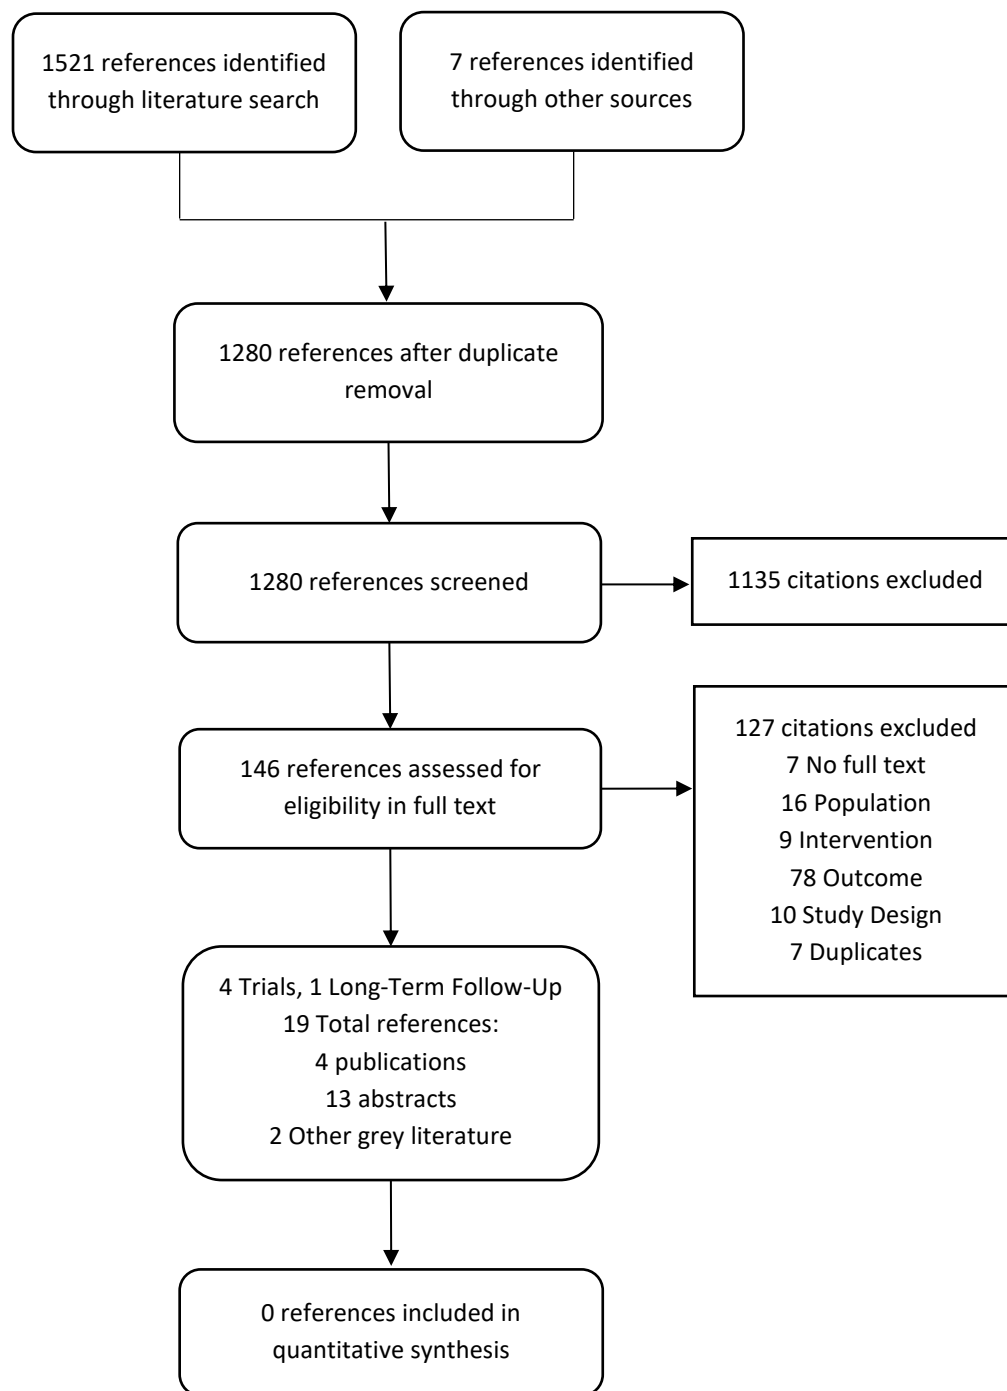 1521 references identified
through literature search
7 references identified
through other sources
1280 references after duplicate
removal
1280 references screened
1135 citations excluded
146 references assessed for
eligibility in full text
127 citations excluded
7 No full text
16 Population
9 Intervention
78 Outcome
10 Study Design
7 Duplicates
4 Trials, 1 Long-Term Follow-Up
19 Total references:
4 publications
13 abstracts
2 Other grey literature
0 references included in
quantitative synthesis